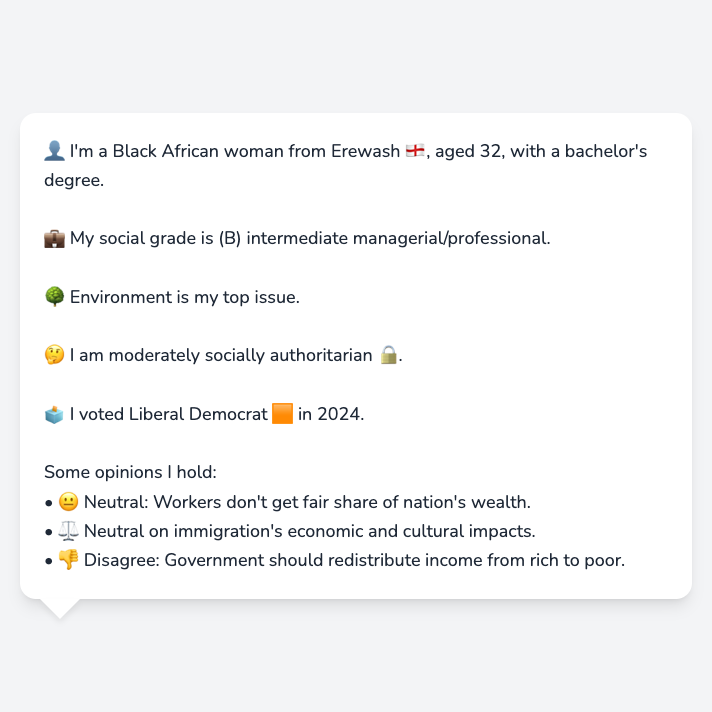 👤 I'm a Black African woman from Erewash 🏴󠁧󠁢󠁥󠁮󠁧󠁿, aged 32, with a bachelor's
degree.
💼 My social grade is (B) intermediate managerial/professional.
🌳 Environment is my top issue.
🤔 I am moderately socially authoritarian 🔒.
🗳️ I voted Liberal Democrat 🟧 in 2024.
Some opinions I hold:
• 😐 Neutral: Workers don't get fair share of nation's wealth.
• ⚖️ Neutral on immigration's economic and cultural impacts.
• 👎 Disagree: Government should redistribute income from rich to poor.